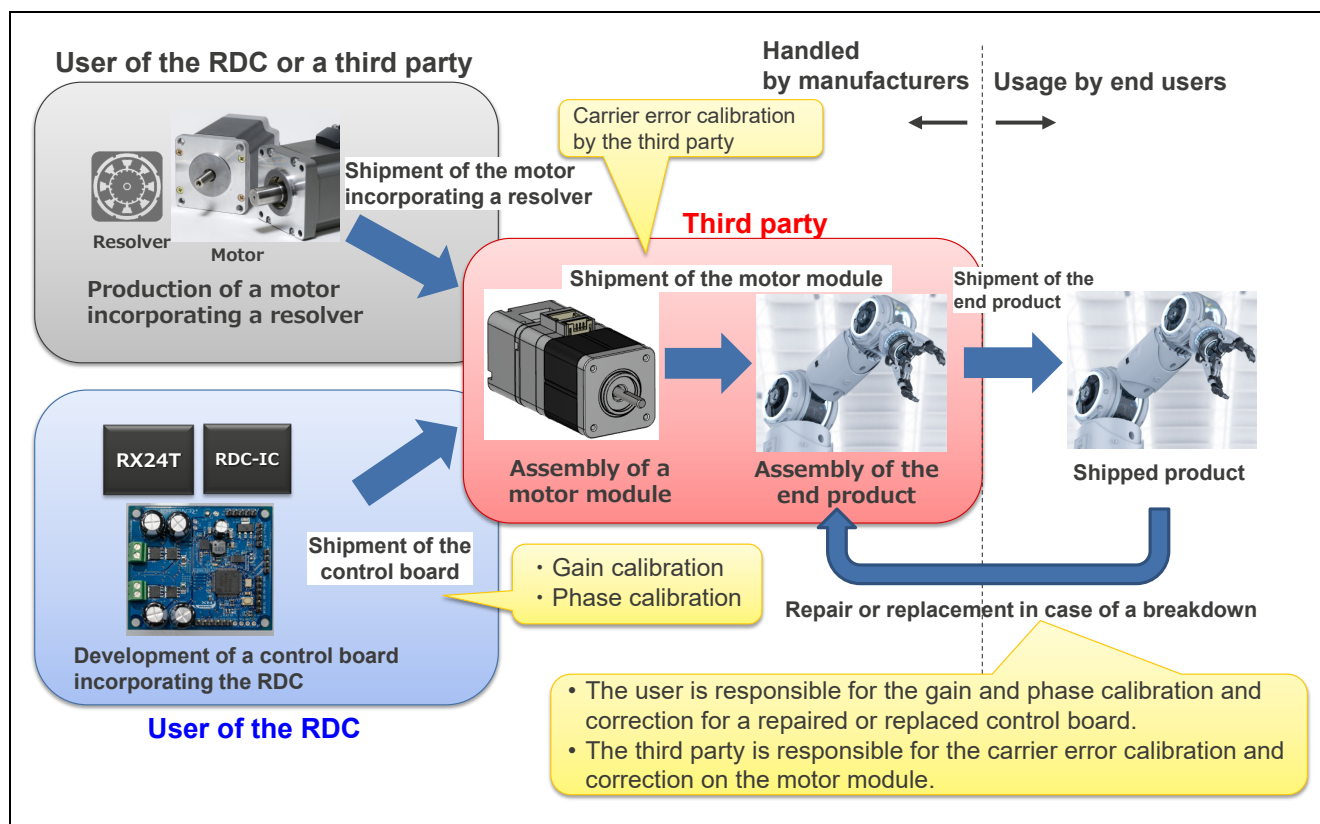 User of the RDC or a third party
Handled
by manufacturers
Usage by end users
Carrier error calibration
by the third party
Shipment of the motor
incorporating a resolver
Resolver
Motor
Production of a motor
incorporating a resolver
Third party
Shipment of the motor module
Shipment of the
end product
Assembly of a
motor module
Assembly of the
end product
Shipped product
RX24T
RDC-IC
Shipment of the
control board
・Gain calibration
・Phase calibration
Development of a control board
incorporating the RDC
User of the RDC
Repair or replacement in case of a breakdown
• The user is responsible for the gain and phase calibration and
correction for a repaired or replaced control board.
• The third party is responsible for the carrier error calibration and
correction on the motor module.